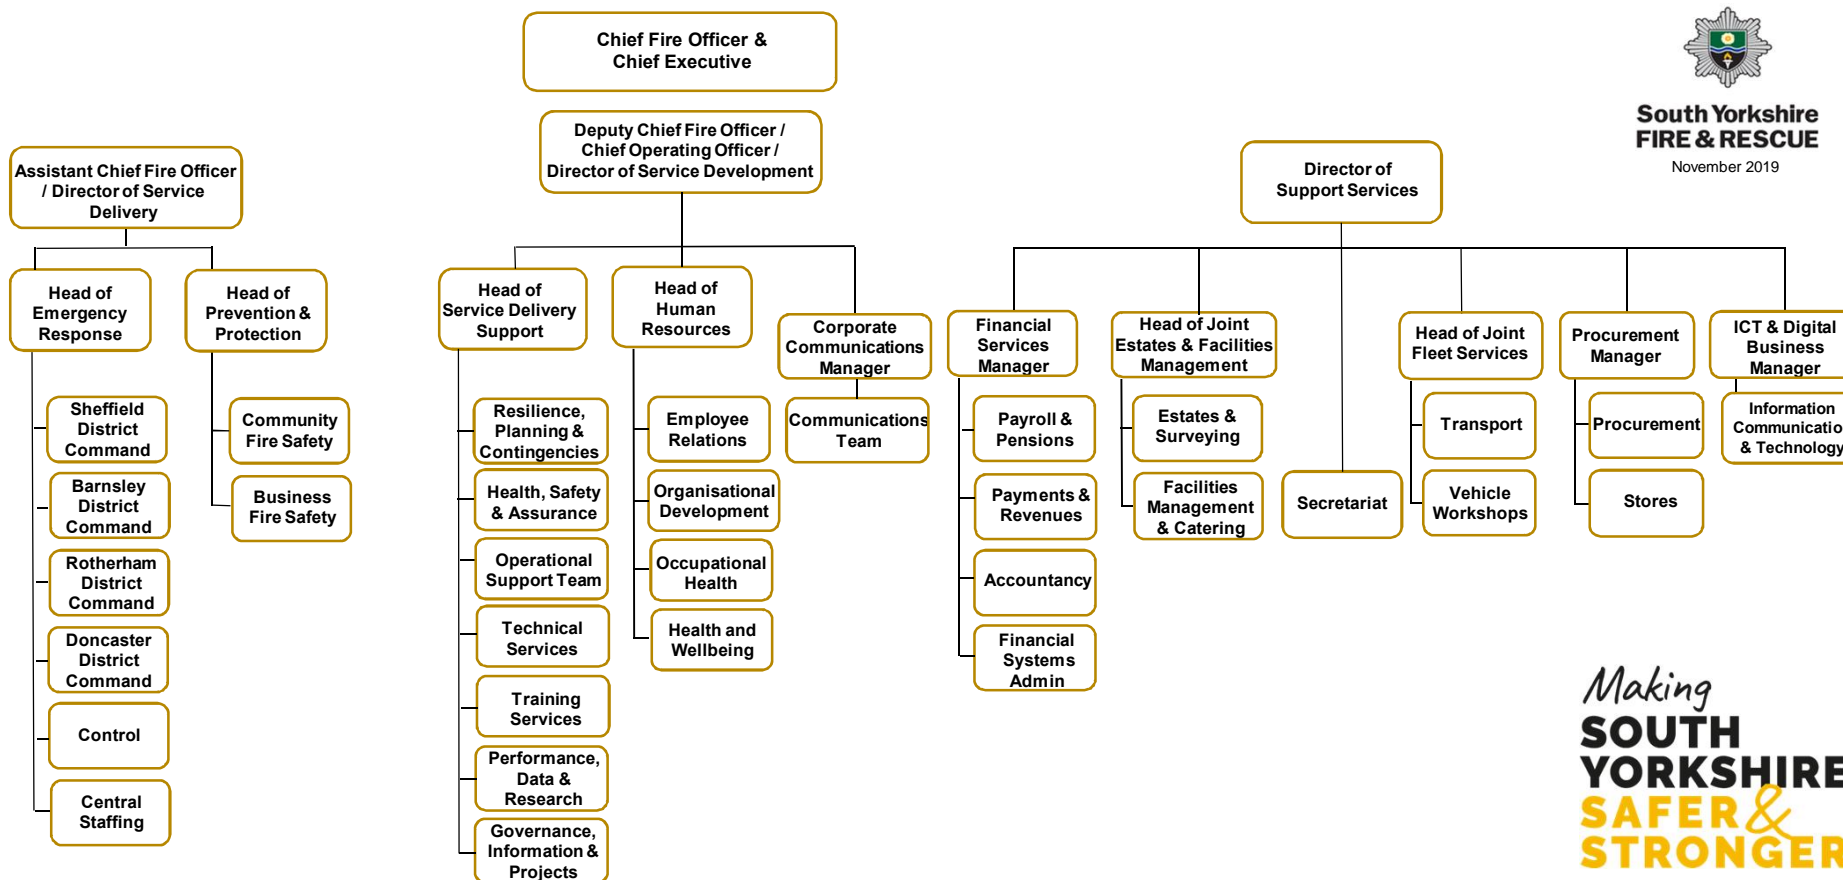 Chief Fire Officer &
Chief Executive
South Yorkshire
FIRE & RESCUE
November 2019
Deputy Chief Fire Officer /
Chief Operating Officer /
Director of Service Development
Assistant Chief Fire Officer
/ Director of Service
Delivery
Director of
Support Services
Head of
Emergency
Response
Head of
Prevention &
Protection
Head of
Service Delivery
Support
Head of
Human
Resources
Corporate
Communications
Manager
Financial
Services
Manager
Head of Joint
Estates & Facilities
Management
Head of Joint
Fleet Services
Procurement
Manager
ICT & Digital
Business
Manager
Sheffield
District
Command
Barnsley
District
Command
Rotherham
District
Command
Doncaster
District
Command
Control
Central
Staffing
Community
Fire Safety
Business
Fire Safety
Resilience,
Planning &
Contingencies
Health, Safety
& Assurance
Operational
Support Team
Technical
Services
Training
Services
Performance,
Data &
Research
Governance,
Information &
Projects
Employee
Relations
Organisational
Development
Occupational
Health
Health and
Wellbeing
Communications
Team
Payroll &
Pensions
Payments &
Revenues
Accountancy
Financial
Systems
Admin
Estates &
Surveying
Facilities
Management
& Catering
Secretariat
Transport
Vehicle
Workshops
Procurement
Stores
Information
Communicatio
& Technology
Making
SOUTH
YORKSHIRE
SAFER &
STRONGER